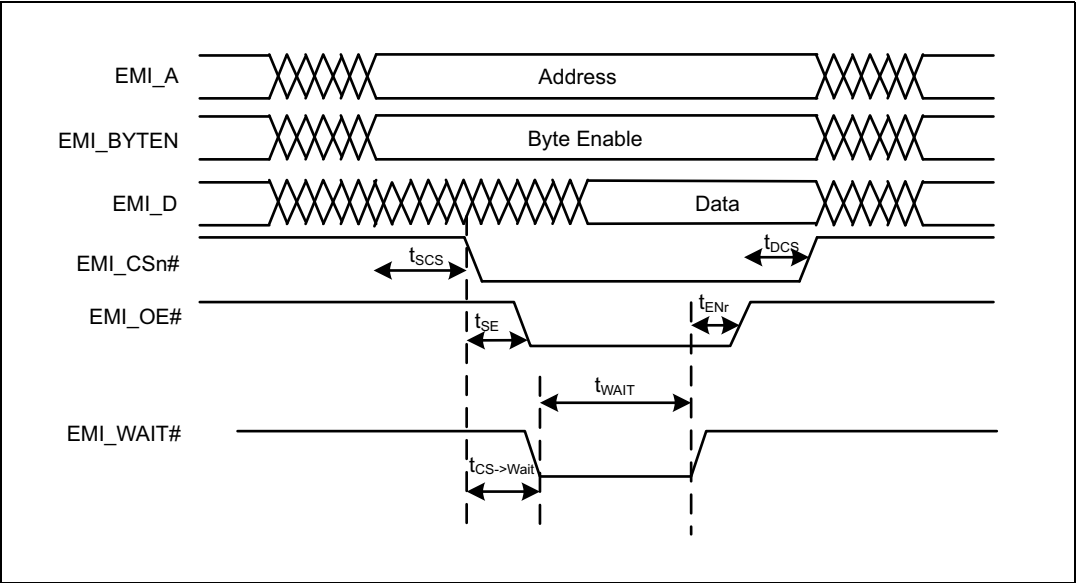 EMI_A
Address
EMI_BYTEN
Byte Enable
EMI_D
Data
EMI_CSn#
tSCS
tDCS
EMI_OE#
tSE
tENr
tWAIT
EMI_WAIT#
tCS->Wait